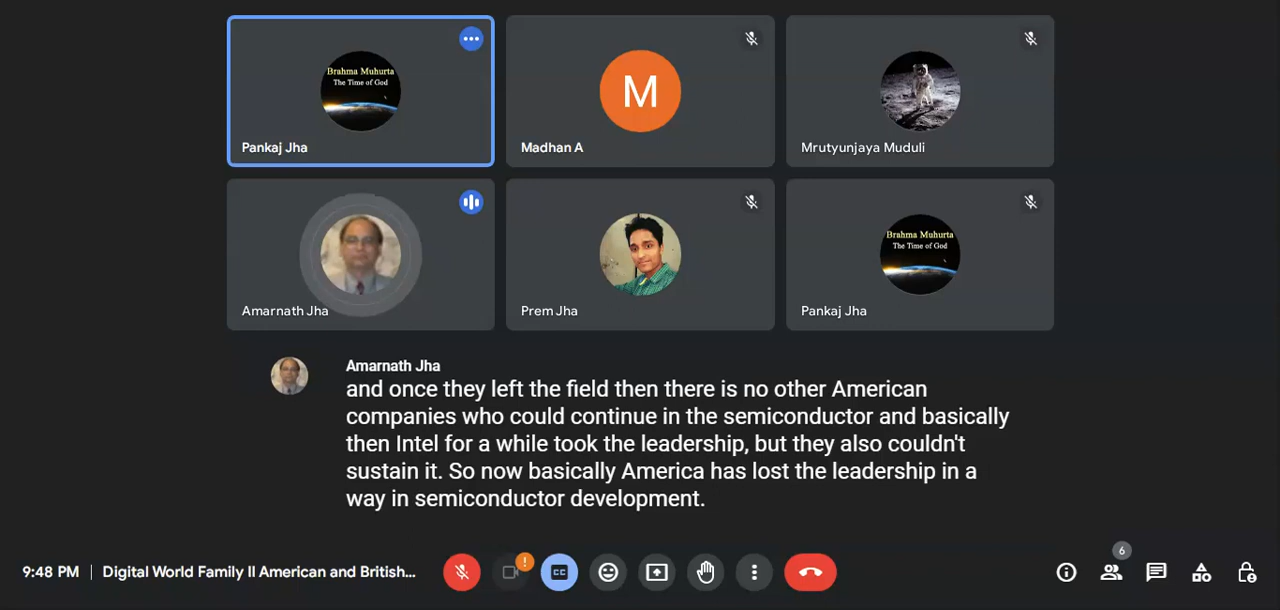 Brahma Muhurta
The Time of God
Pankaj Jha
M
Madhan A
Mrutyunjaya Muduli
Amarnath Jha
Prem Jha
Brahma Muhurta
The Time of God
Pankaj Jha
Amarnath Jha
and once they left the field then there is no other American
companies who could continue in the semiconductor and basically
then Intel for a while took the leadership, but they also couldn't
sustain it. So now basically America has lost the leadership in a
way in semiconductor development.
9:48 PM | Digital World Family II American and British...
!
CC
6